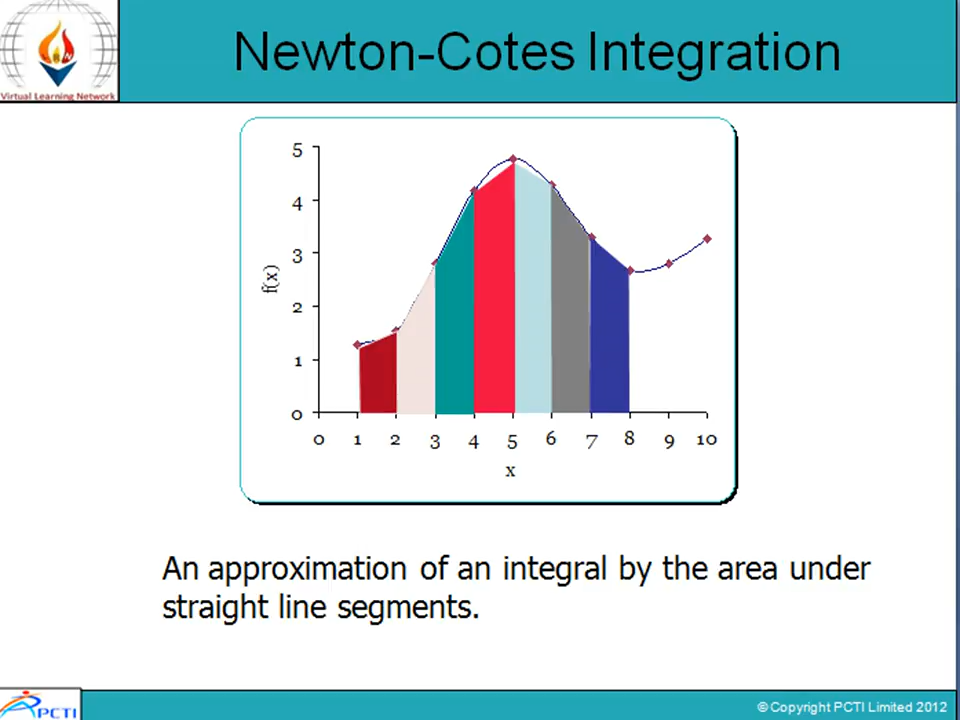 Newton-Cotes Integration
Virtual Learning Network
5
4
3
2
1
0
f(x)
0 1 2 3 4 5 6 7 8 9 10
x
An approximation of an integral by the area under
straight line segments.
PCTI
© Copyright PCTI Limited 2012